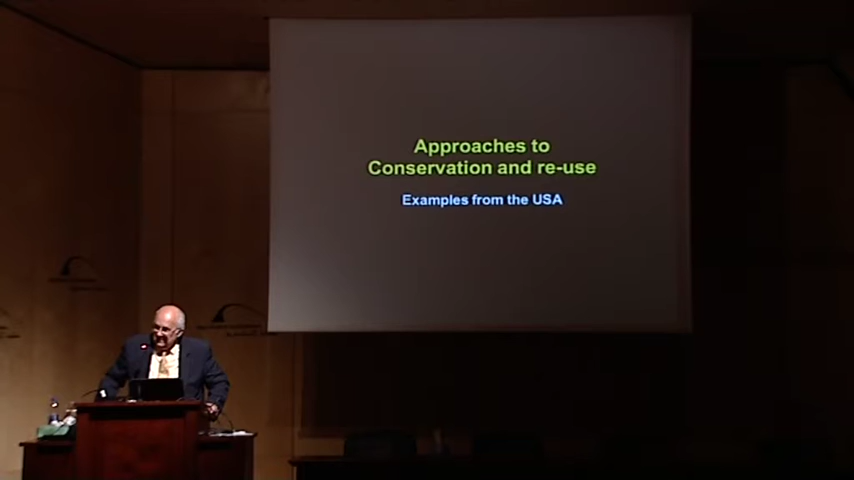 Approaches to
Conservation and re-use
Examples from the USA